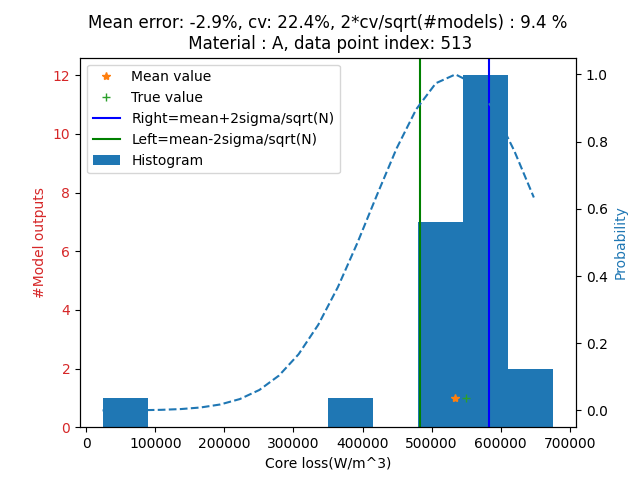 Mean error: -2.9%, cv: 22.4%, 2*cv/sqrt(#models) : 9.4 %
Material : A, data point index: 513
Mean value
True value
Right=mean+2sigma/sqrt(N)
Left=mean-2sigma/sqrt(N)
Histogram
#Model outputs
12
10
8
6
4
2
0
1.0
0.8
0.6
0.4
0.2
0.0
Probability
0 100000 200000 300000 400000 500000 600000 700000
Core loss(W/m^3)